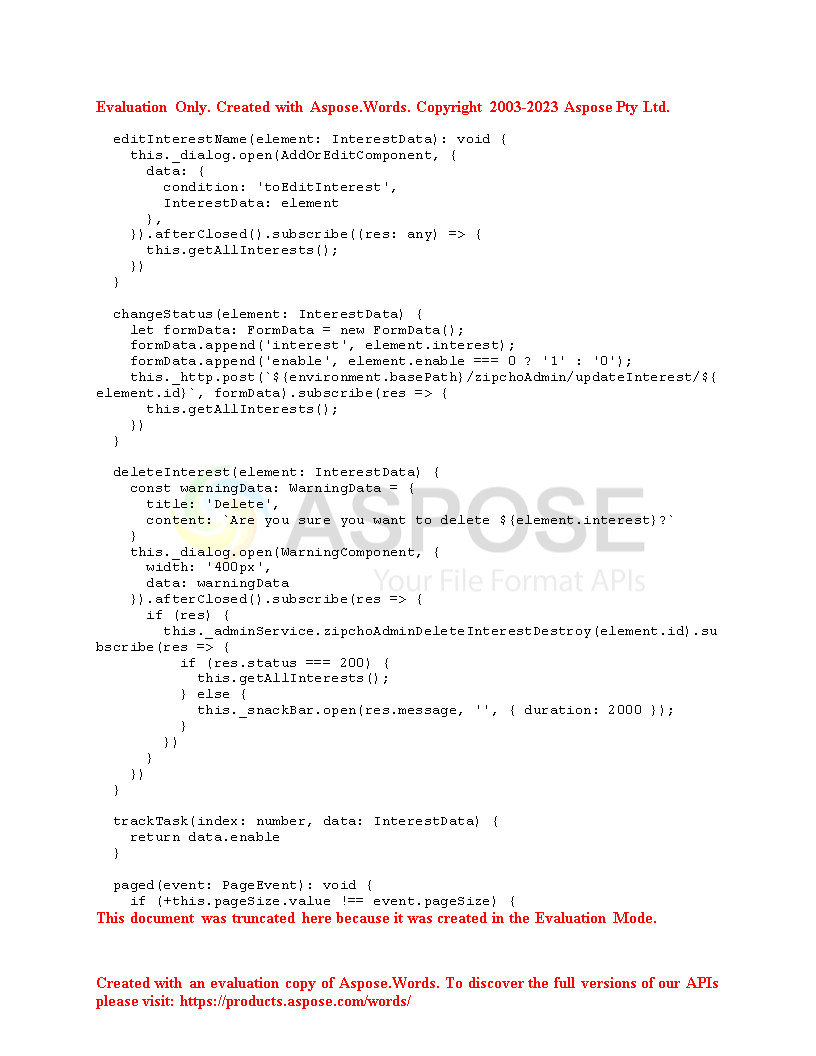 Evaluation Only. Created with Aspose.Words. Copyright 2003-2023 Aspose Pty Ltd.
  editInterestName(element: InterestData): void {
    this._dialog.open(AddOrEditComponent, {
      data: {
        condition: 'toEditInterest',
        InterestData: element
      },
    }).afterClosed().subscribe((res: any) => {
      this.getAllInterests();
    })
  }
  changeStatus(element: InterestData) {
    let formData: FormData = new FormData();
    formData.append('interest', element.interest);
    formData.append('enable', element.enable === 0 ? '1' : '0');
    this._http.post(`${environment.basePath}/zipchoAdmin/updateInterest/${
element.id}`, formData).subscribe(res => {
      this.getAllInterests();
    })
  }
  deleteInterest(element: InterestData) {
    const warningData: WarningData = {
      title: 'Delete',
      content: `Are you sure you want to delete ${element.interest}?`
    }
    this._dialog.open(WarningComponent, {
      width: '400px',
      data: warningData
    }).afterClosed().subscribe(res => {
      if (res) {
        this._adminService.zipchoAdminDeleteInterestDestroy(element.id).su
bscribe(res => {
          if (res.status === 200) {
            this.getAllInterests();
          } else {
            this._snackBar.open(res.message, '', { duration: 2000 });
          }
        })
      }
    })
  }
  trackTask(index: number, data: InterestData) {
    return data.enable
  }
  paged(event: PageEvent): void {
    if (+this.pageSize.value !== event.pageSize) {
This document was truncated here because it was created in the Evaluation Mode.
ASPOSE
Your File Format APIs
Created with an evaluation copy of Aspose.Words. To discover the full versions of our APIs
please visit: https://products.aspose.com/words/